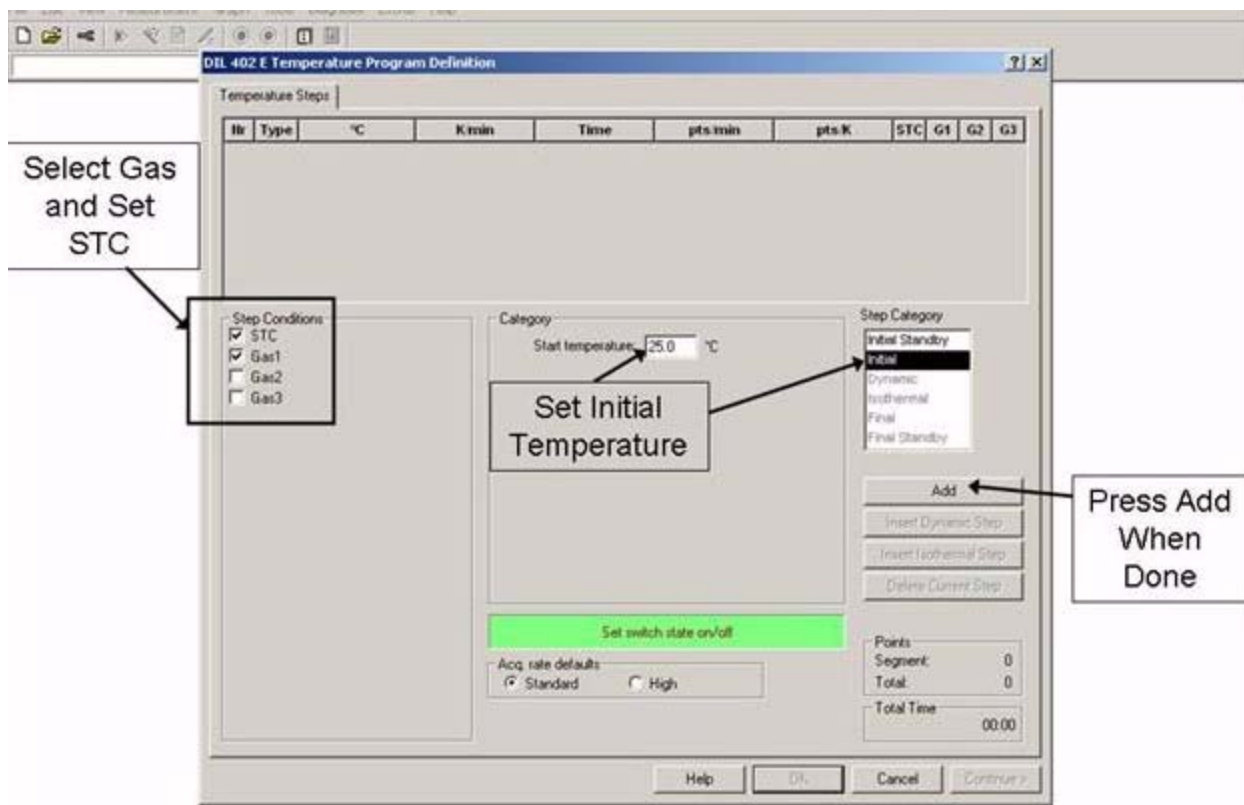 DIL 402 E Temperature Program Definition
Temperature Steps
Nr Type °C K/min Time pts/min pts/K STC G1 G2 G3
Select Gas
and Set
STC
Step Conditions
STC
Gas1
Gas2
Gas3
Category
Start temperature: 25.0 °C
Set Initial
Temperature
Step Category
Initial Standby
Initial
Dynamic
Isothermal
Final
Final Standby
Add
Insert Dynamic Step
Insert Isothermal Step
Delete Current Step
Press Add
When
Done
Set switch state on/off
Acq. rate defaults
Standard High
Points
Segment: 0
Total: 0
Total Time
00:00
Help OK Cancel Continue >